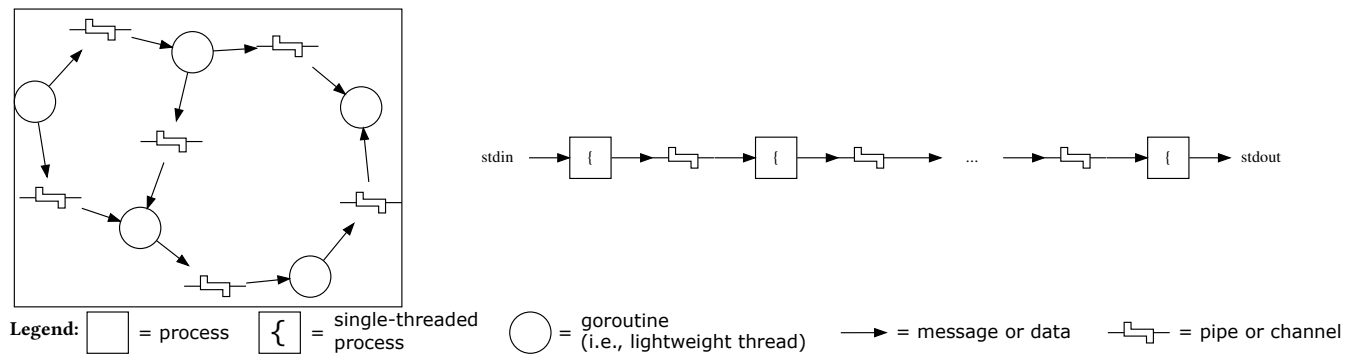 stdin { { ... { stdout
Legend: = process { = single-threaded process = goroutine (i.e., lightweight thread) = message or data = pipe or channel